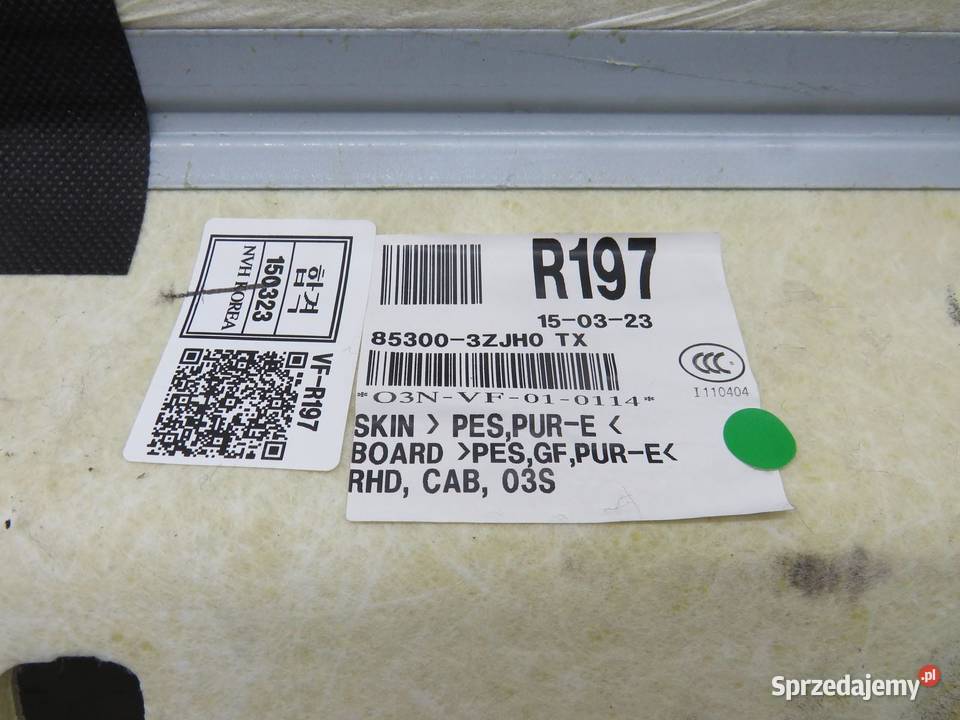 합격
150323
NVH KOREA
VF-R197
R197
15-03-23
85300-3ZJH0 TX
*O3N-VF-01-0114*
CCC
I110404
SKIN > PES,PUR-E <
BOARD >PES,GF,PUR-E<
RHD, CAB, 03S
Sprzedajemy.pl